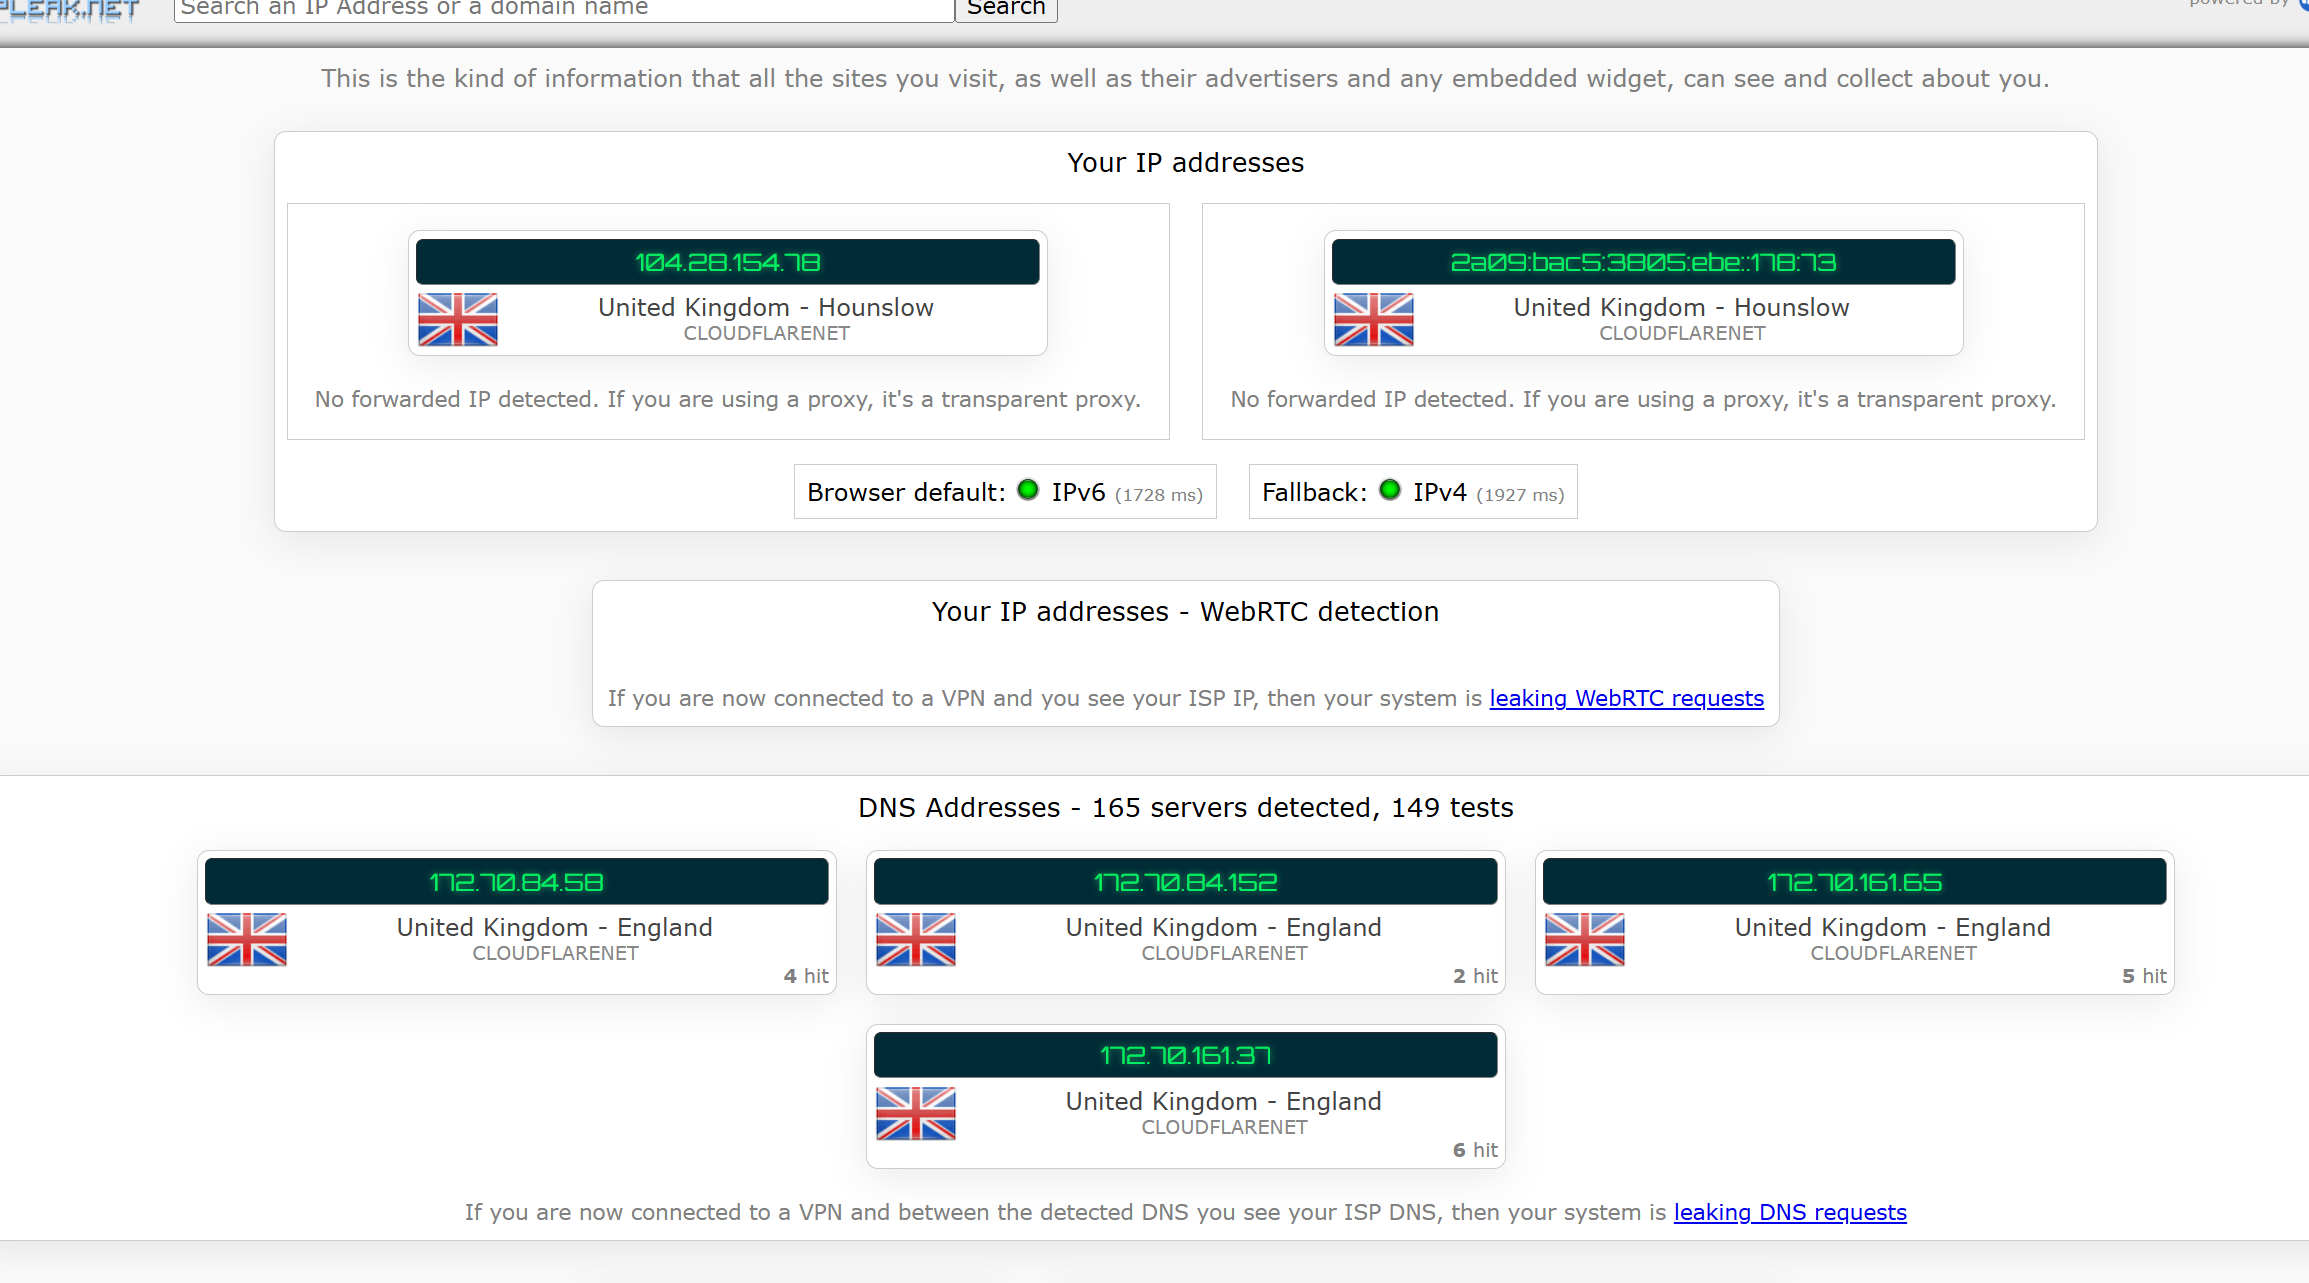 PLEAK.NET
Search an IP Address or a domain name
Search
powered by
This is the kind of information that all the sites you visit, as well as their advertisers and any embedded widget, can see and collect about you.
Your IP addresses
104.28.154.78
United Kingdom - Hounslow
CLOUDFLARENET
No forwarded IP detected. If you are using a proxy, it's a transparent proxy.
2a09:bac5:3805:ebe::178:73
United Kingdom - Hounslow
CLOUDFLARENET
No forwarded IP detected. If you are using a proxy, it's a transparent proxy.
Browser default: IPv6 (1728 ms)
Fallback: IPv4 (1927 ms)
Your IP addresses - WebRTC detection
If you are now connected to a VPN and you see your ISP IP, then your system is leaking WebRTC requests
DNS Addresses - 165 servers detected, 149 tests
172.70.84.58
United Kingdom - England
CLOUDFLARENET
4 hit
172.70.84.152
United Kingdom - England
CLOUDFLARENET
2 hit
172.70.161.65
United Kingdom - England
CLOUDFLARENET
5 hit
172.70.161.37
United Kingdom - England
CLOUDFLARENET
6 hit
If you are now connected to a VPN and between the detected DNS you see your ISP DNS, then your system is leaking DNS requests